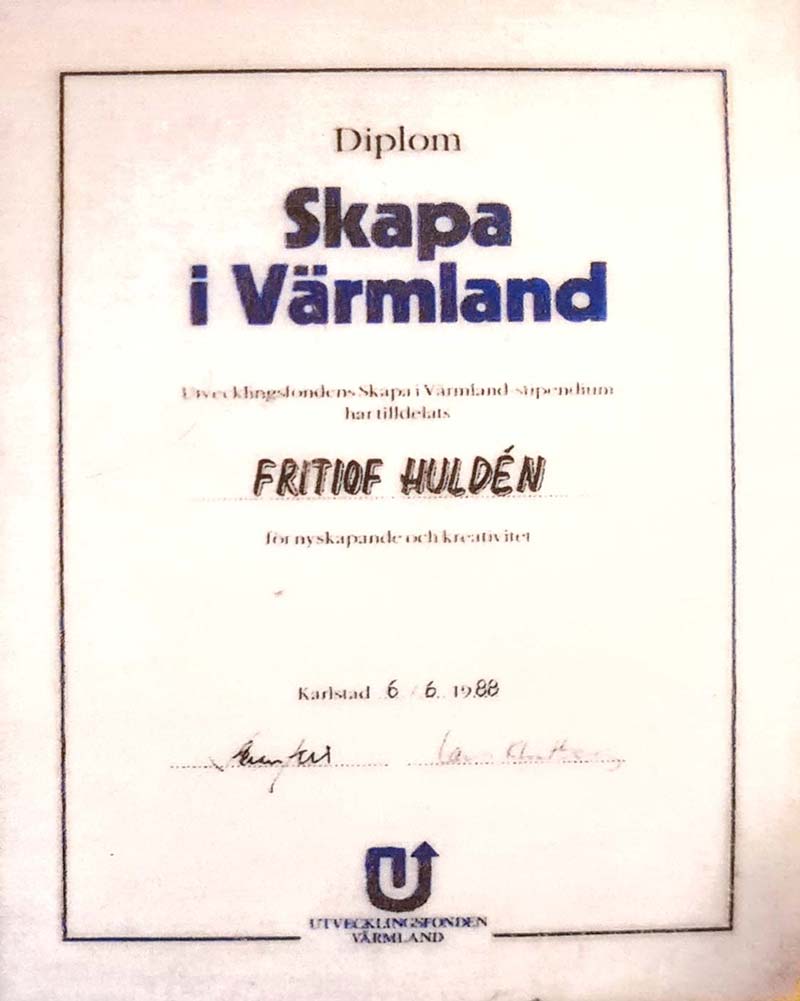 Diplom
Skapa
i Värmland
Utvecklingsfondens Skapa i Värmland-stipendium
har tilldelats
FRITIOF HULDÉN
för nyskapande och kreativitet
Karlstad 6 / 6 1988
UTVECKLINGSFONDEN
VÄRMLAND